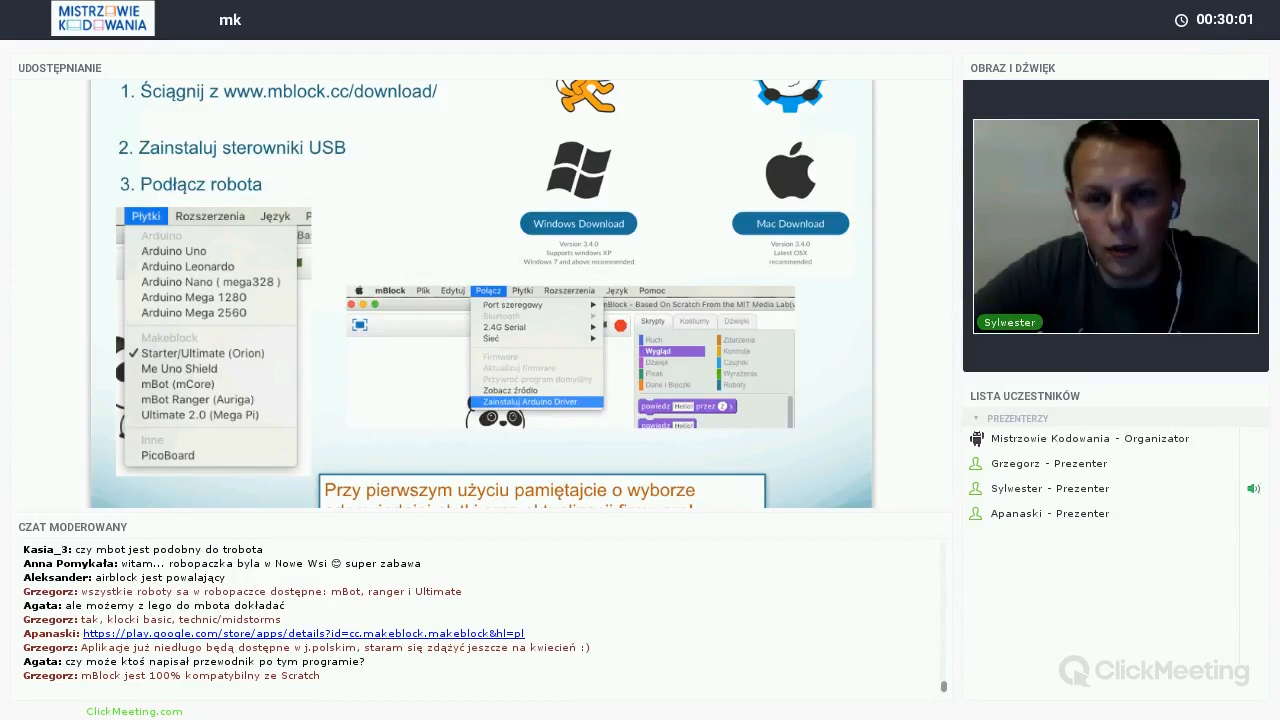 MISTRZOWIE
KODOWANIA
mk
00:30:01
UDOSTĘPNIANIE
1. Ściągnij z www.mblock.cc/download/
2. Zainstaluj sterowniki USB
3. Podłącz robota
Płytki Rozszerzenia Język
Arduino
Arduino Uno
Arduino Leonardo
Arduino Nano ( mega328 )
Arduino Mega 1280
Arduino Mega 2560
Makeblock
Starter/Ultimate (Orion)
Me Uno Shield
mBot (mCore)
mBot Ranger (Auriga)
Ultimate 2.0 (Mega Pi)
Inne
PicoBoard
Windows Download
Version 3.4.0
Supports windows XP
Windows 7 and above recommended
Mac Download
Version 3.4.0
Latest OSX
recommended
mBlock Plik Edytuj Połącz Płytki Rozszerzenia Język Pomoc
mBlock - Based On Scratch From the MIT Media Lab(v
Port szeregowy
Bluetooth
2.4G Serial
Sieć
Firmware
Aktualizuj firmware
Przywróć program domyślny
Zobacz źródło
Zainstaluj Arduino Driver
Skrypty Kostiumy Dźwięki
Ruch Zdarzenia
Wygląd Kontrola
Dźwięk Czujniki
Pisak Wyrażenia
Dane i Bloczki Roboty
powiedz Hello! przez 2 s
powiedz Hello!
Przy pierwszym użyciu pamiętajcie o wyborze
OBRAZ I DŹWIĘK
Sylwester
LISTA UCZESTNIKÓW
PREZENTERZY
Mistrzowie Kodowania - Organizator
Grzegorz - Prezenter
Sylwester - Prezenter
Apanaski - Prezenter
CZAT MODEROWANY
Kasia_3: czy mbot jest podobny do trobota
Anna Pomykała: witam... robopaczka byla w Nowe Wsi 😊 super zabawa
Aleksander: airblock jest powalający
Grzegorz: wszystkie roboty sa w robopaczce dostępne: mBot, ranger i Ultimate
Agata: ale możemy z lego do mbota dokładać
Grzegorz: tak, klocki basic, technic/midstorms
Apanaski: https://play.google.com/store/apps/details?id=cc.makeblock.makeblock&hl=pl
Grzegorz: Aplikacje już niedługo będą dostępne w j.polskim, staram się zdążyć jeszcze na kwiecień :)
Agata: czy może ktoś napisał przewodnik po tym programie?
Grzegorz: mBlock jest 100% kompatybilny ze Scratch
ClickMeeting
ClickMeeting.com